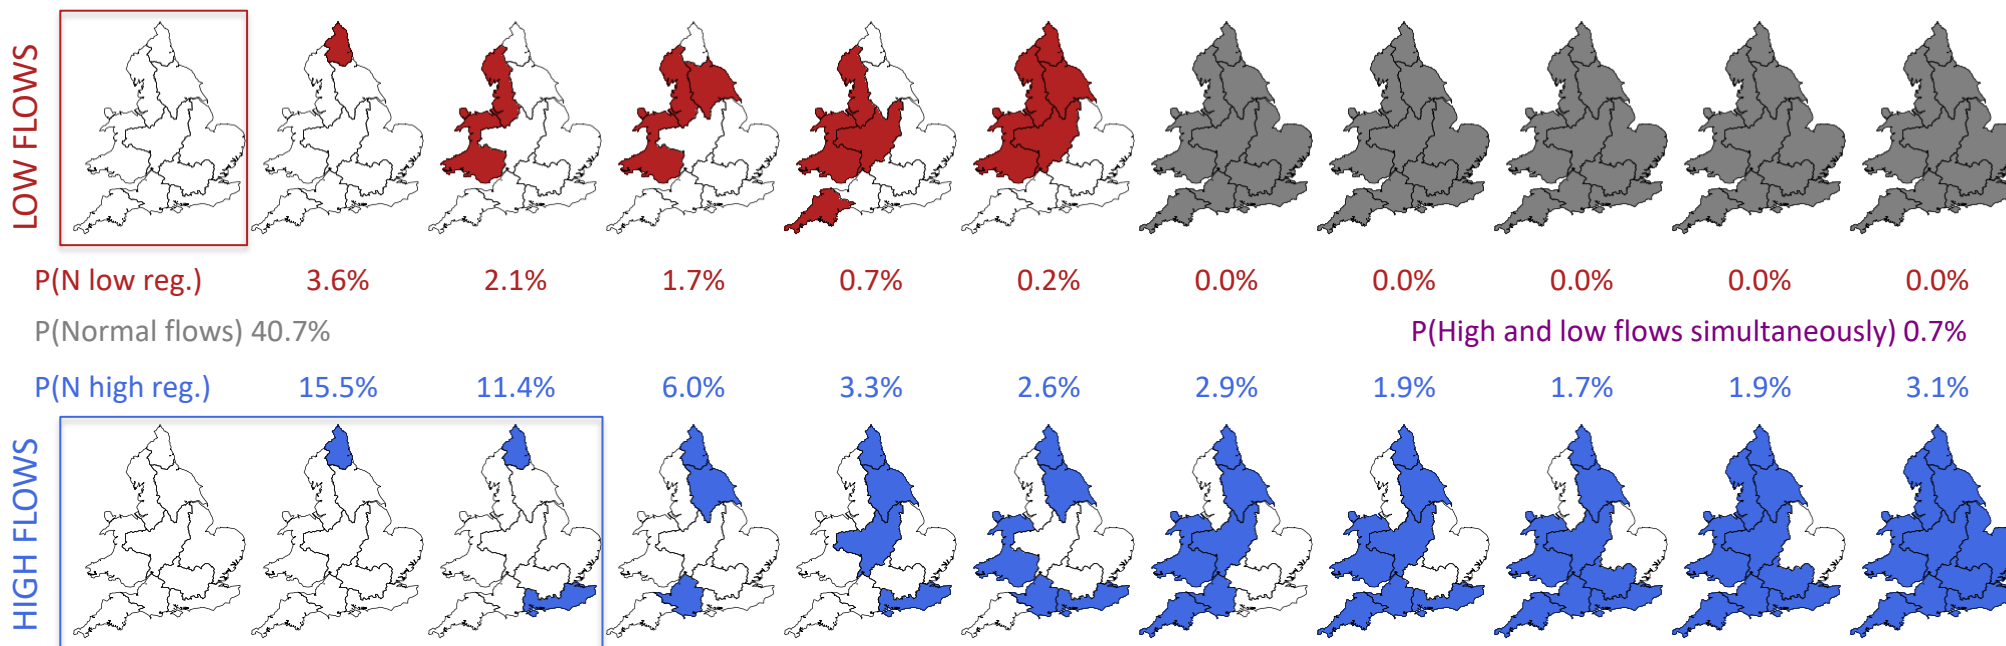 LOW FLOWS
P(N low reg.) 3.6% 2.1% 1.7% 0.7% 0.2% 0.0% 0.0% 0.0% 0.0% 0.0%
P(Normal flows) 40.7% P(High and low flows simultaneously) 0.7%
P(N high reg.) 15.5% 11.4% 6.0% 3.3% 2.6% 2.9% 1.9% 1.7% 1.9% 3.1%
HIGH FLOWS